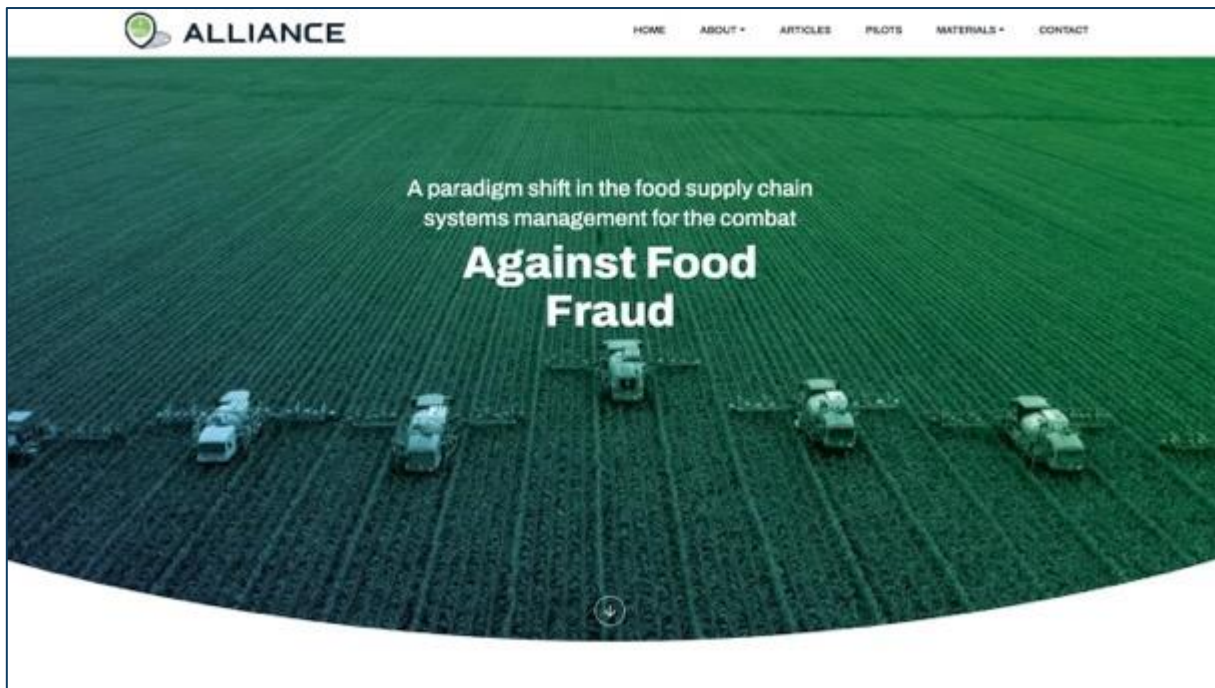 ALLIANCE
HOME ABOUT ARTICLES PILOTS MATERIALS CONTACT
A paradigm shift in the food supply chain
systems management for the combat
Against Food
Fraud